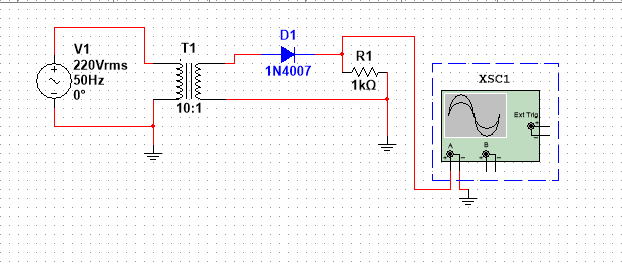 V1
220Vrms
50Hz
0°
T1
10:1
D1
1N4007
R1
1kΩ
XSC1
Ext Trig
+
−
A
B
+ − + −